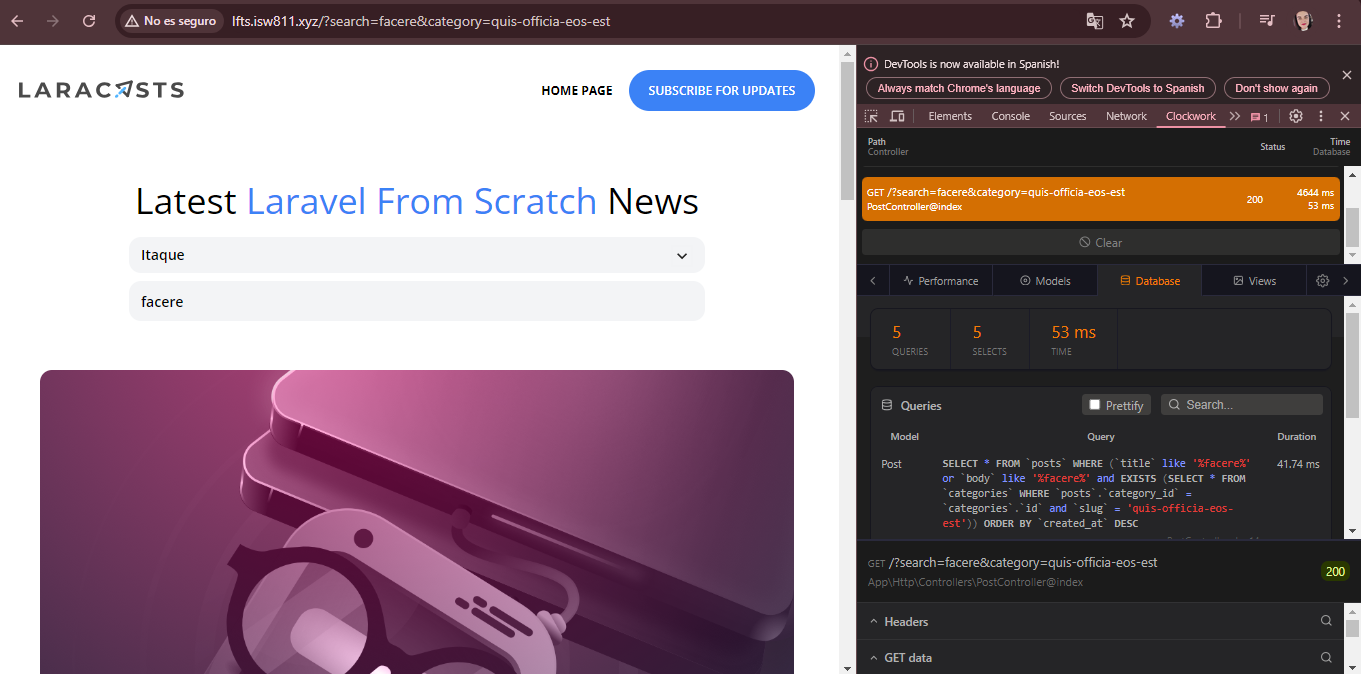 No es seguro
lfts.isw811.xyz/?search=facere&category=quis-officia-eos-est
LARACASTS
HOME PAGE
SUBSCRIBE FOR UPDATES
Latest Laravel From Scratch News
Itaque
facere
DevTools is now available in Spanish!
Always match Chrome's language
Switch DevTools to Spanish
Don't show again
Elements
Console
Sources
Network
Clockwork
1
Path
Controller
Status
Time
Database
GET /?search=facere&category=quis-officia-eos-est
PostController@index
200
4644 ms
53 ms
Clear
Performance
Models
Database
Views
5
QUERIES
5
SELECTS
53 ms
TIME
Queries
Prettify
Search...
Model
Query
Duration
Post
SELECT * FROM `posts` WHERE (`title` like '%facere%'
or `body` like '%facere%' and EXISTS (SELECT * FROM
`categories` WHERE `posts`.`category_id` =
`categories`.`id` and `slug` = 'quis-officia-eos-
est')) ORDER BY `created_at` DESC
41.74 ms
GET /?search=facere&category=quis-officia-eos-est
App\Http\Controllers\PostController@index
200
Headers
GET data